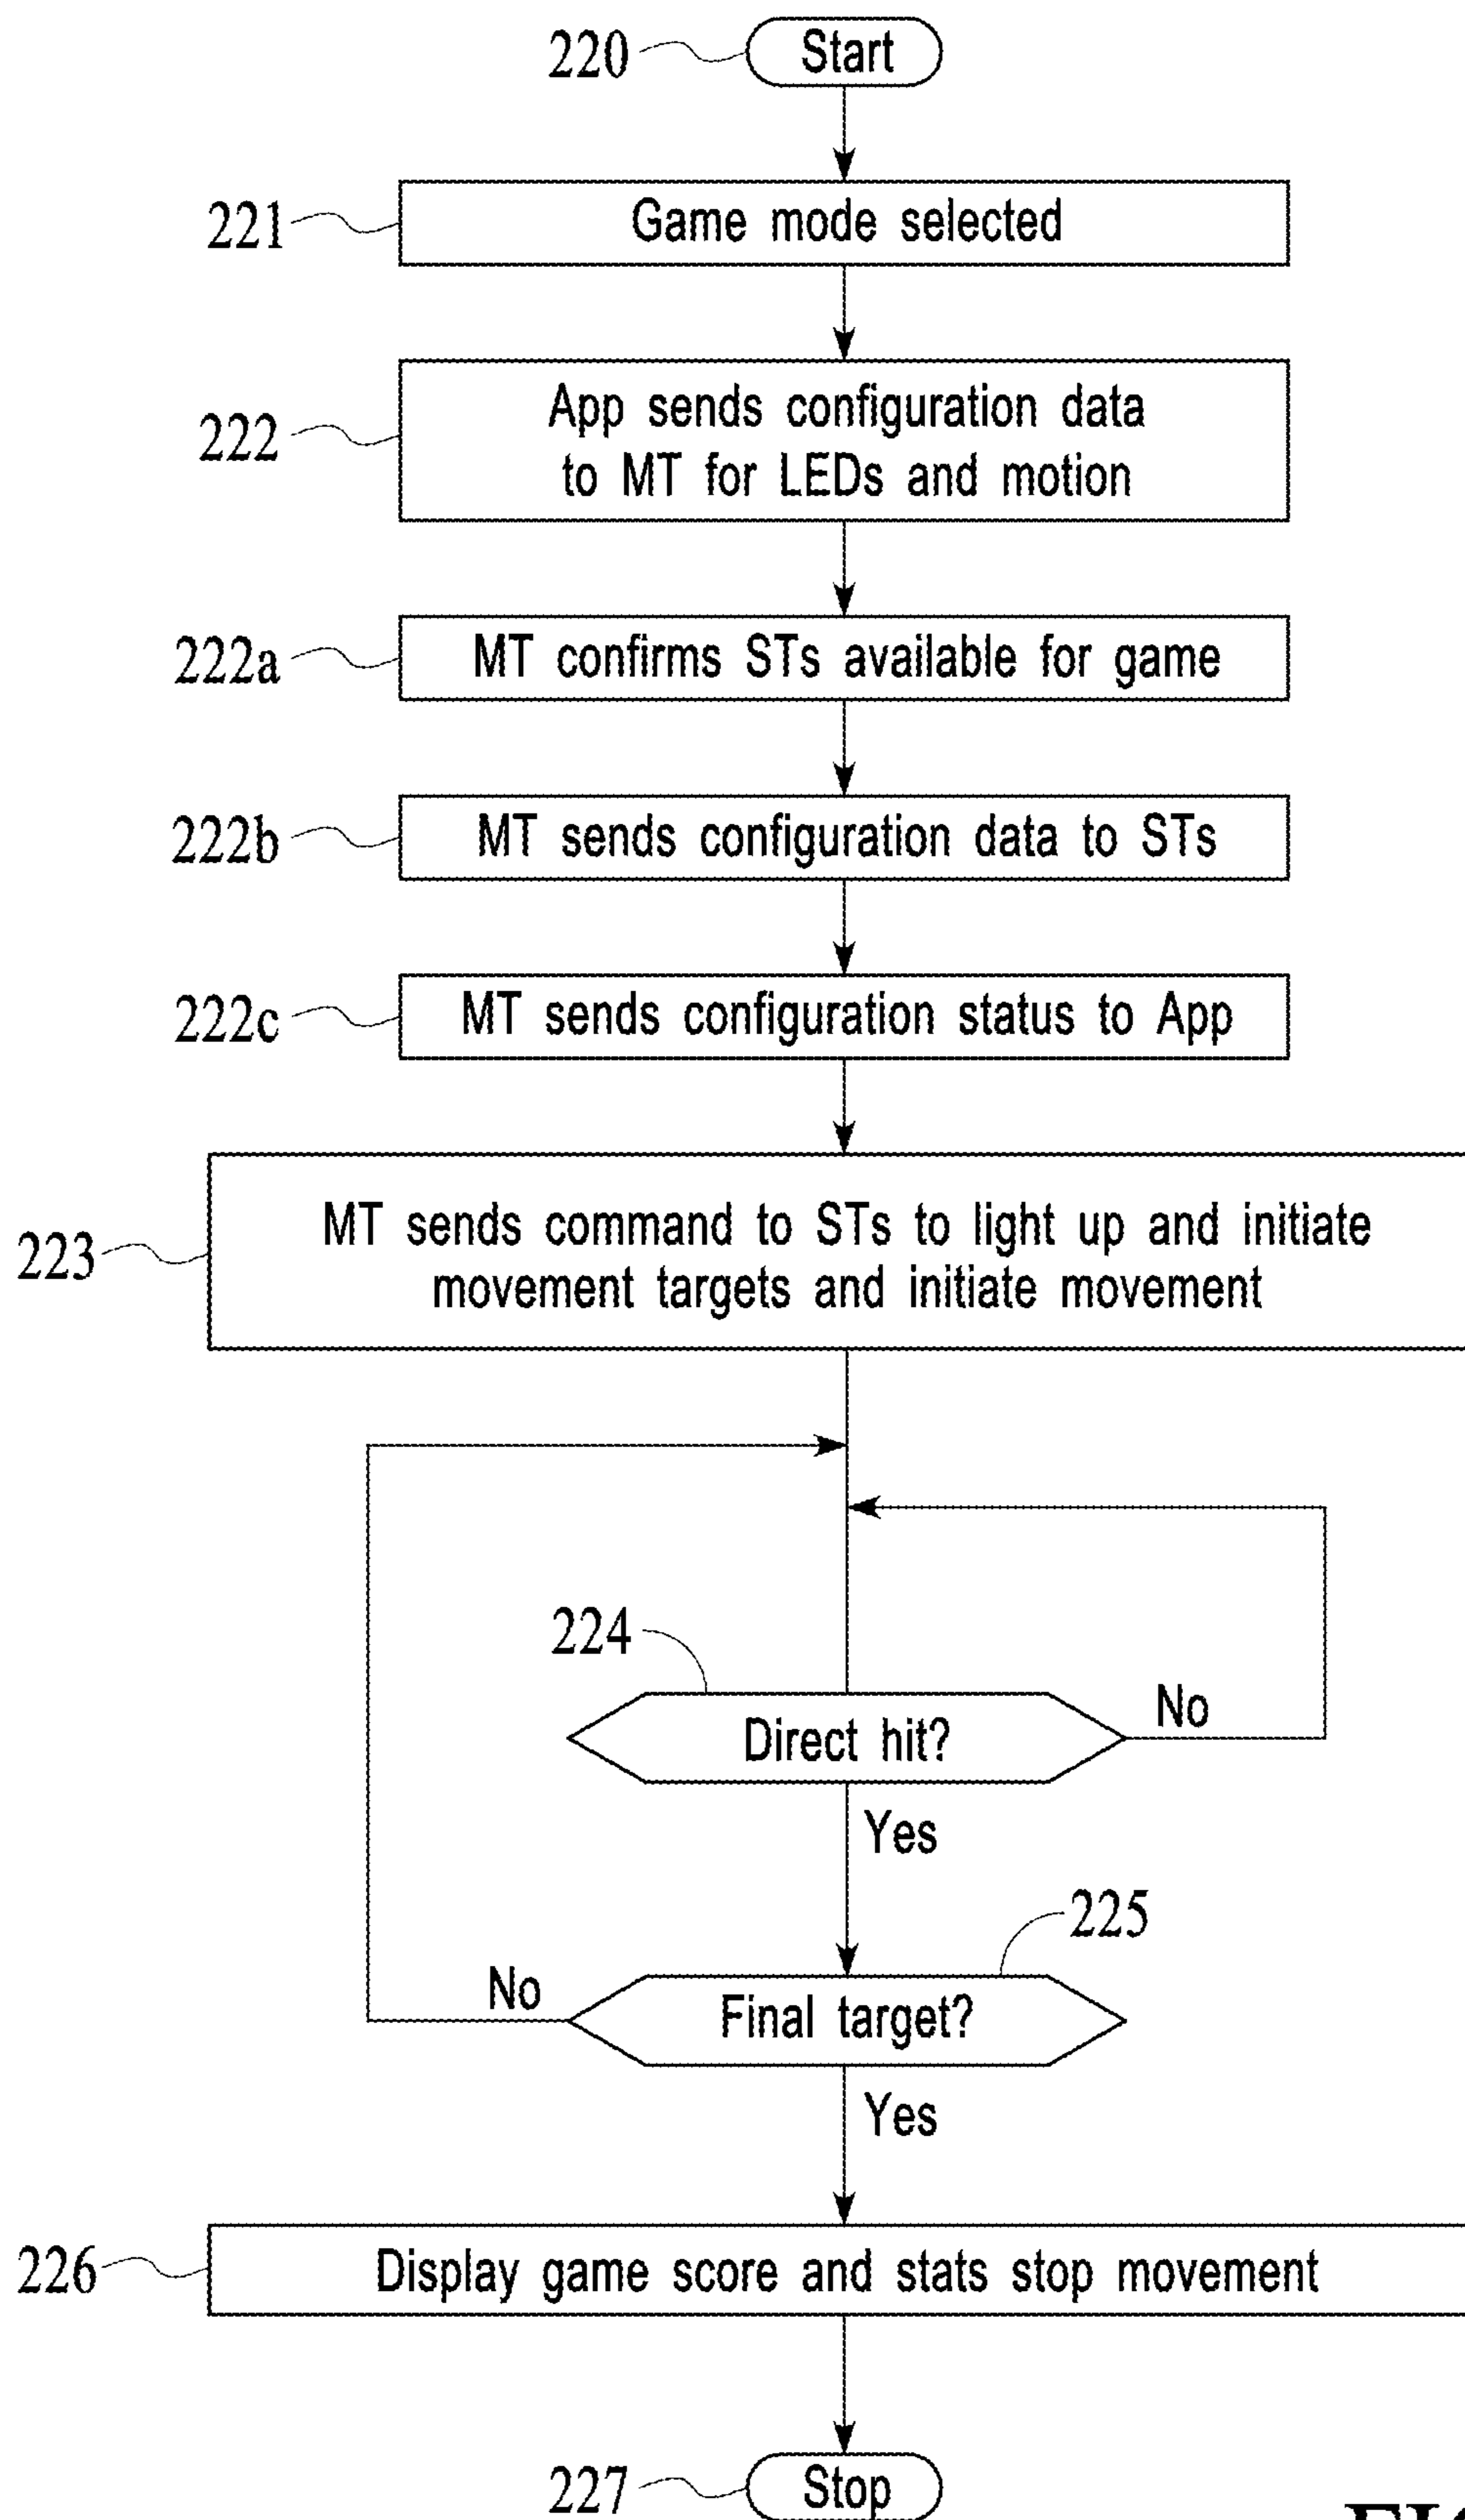 220
Start
221
Game mode selected
222
App sends configuration data
to MT for LEDs and motion
222a
MT confirms STs available for game
222b
MT sends configuration data to STs
222c
MT sends configuration status to App
223
MT sends command to STs to light up and initiate
movement targets and initiate movement
224
Direct hit?
No
Yes
225
No
Final target?
Yes
226
Display game score and stats stop movement
227
Stop